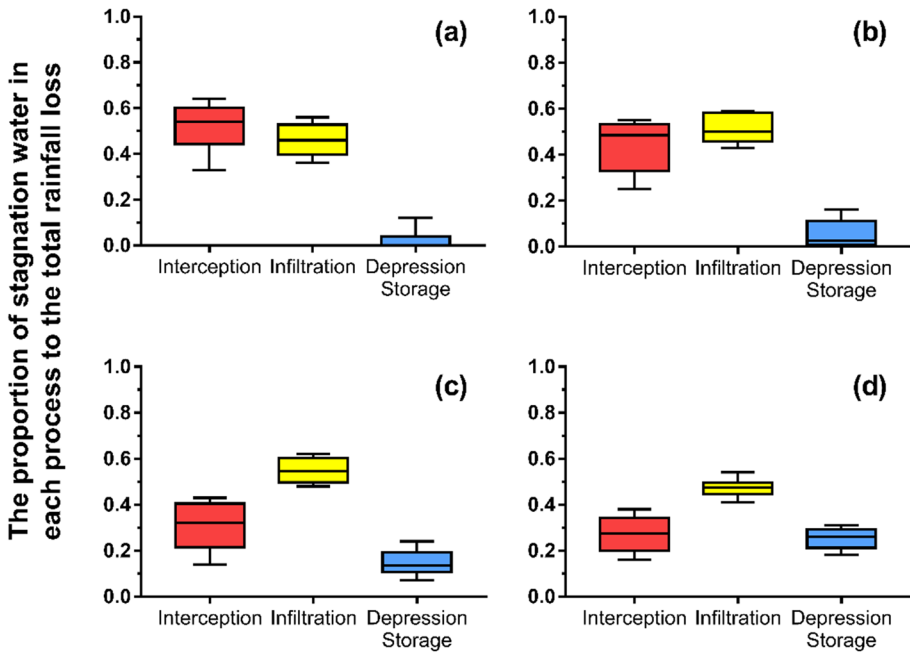 The proportion of stagnation water in
each process to the total rainfall loss
(a)
1.0
0.8
0.6
0.4
0.2
0.0
Interception Infiltration Depression
Storage
(b)
1.0
0.8
0.6
0.4
0.2
0.0
Interception Infiltration Depression
Storage
(c)
1.0
0.8
0.6
0.4
0.2
0.0
Interception Infiltration Depression
Storage
(d)
1.0
0.8
0.6
0.4
0.2
0.0
Interception Infiltration Depression
Storage